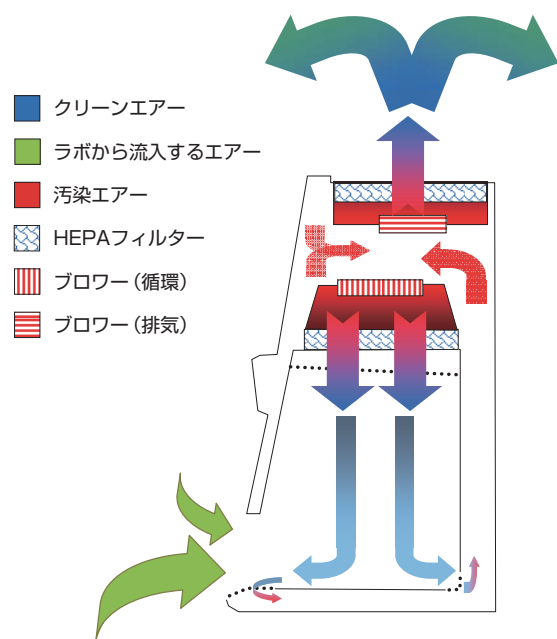 クリーンエアー
ラボから流入するエアー
汚染エアー
HEPAフィルター
ブロワー（循環）
ブロワー（排気）